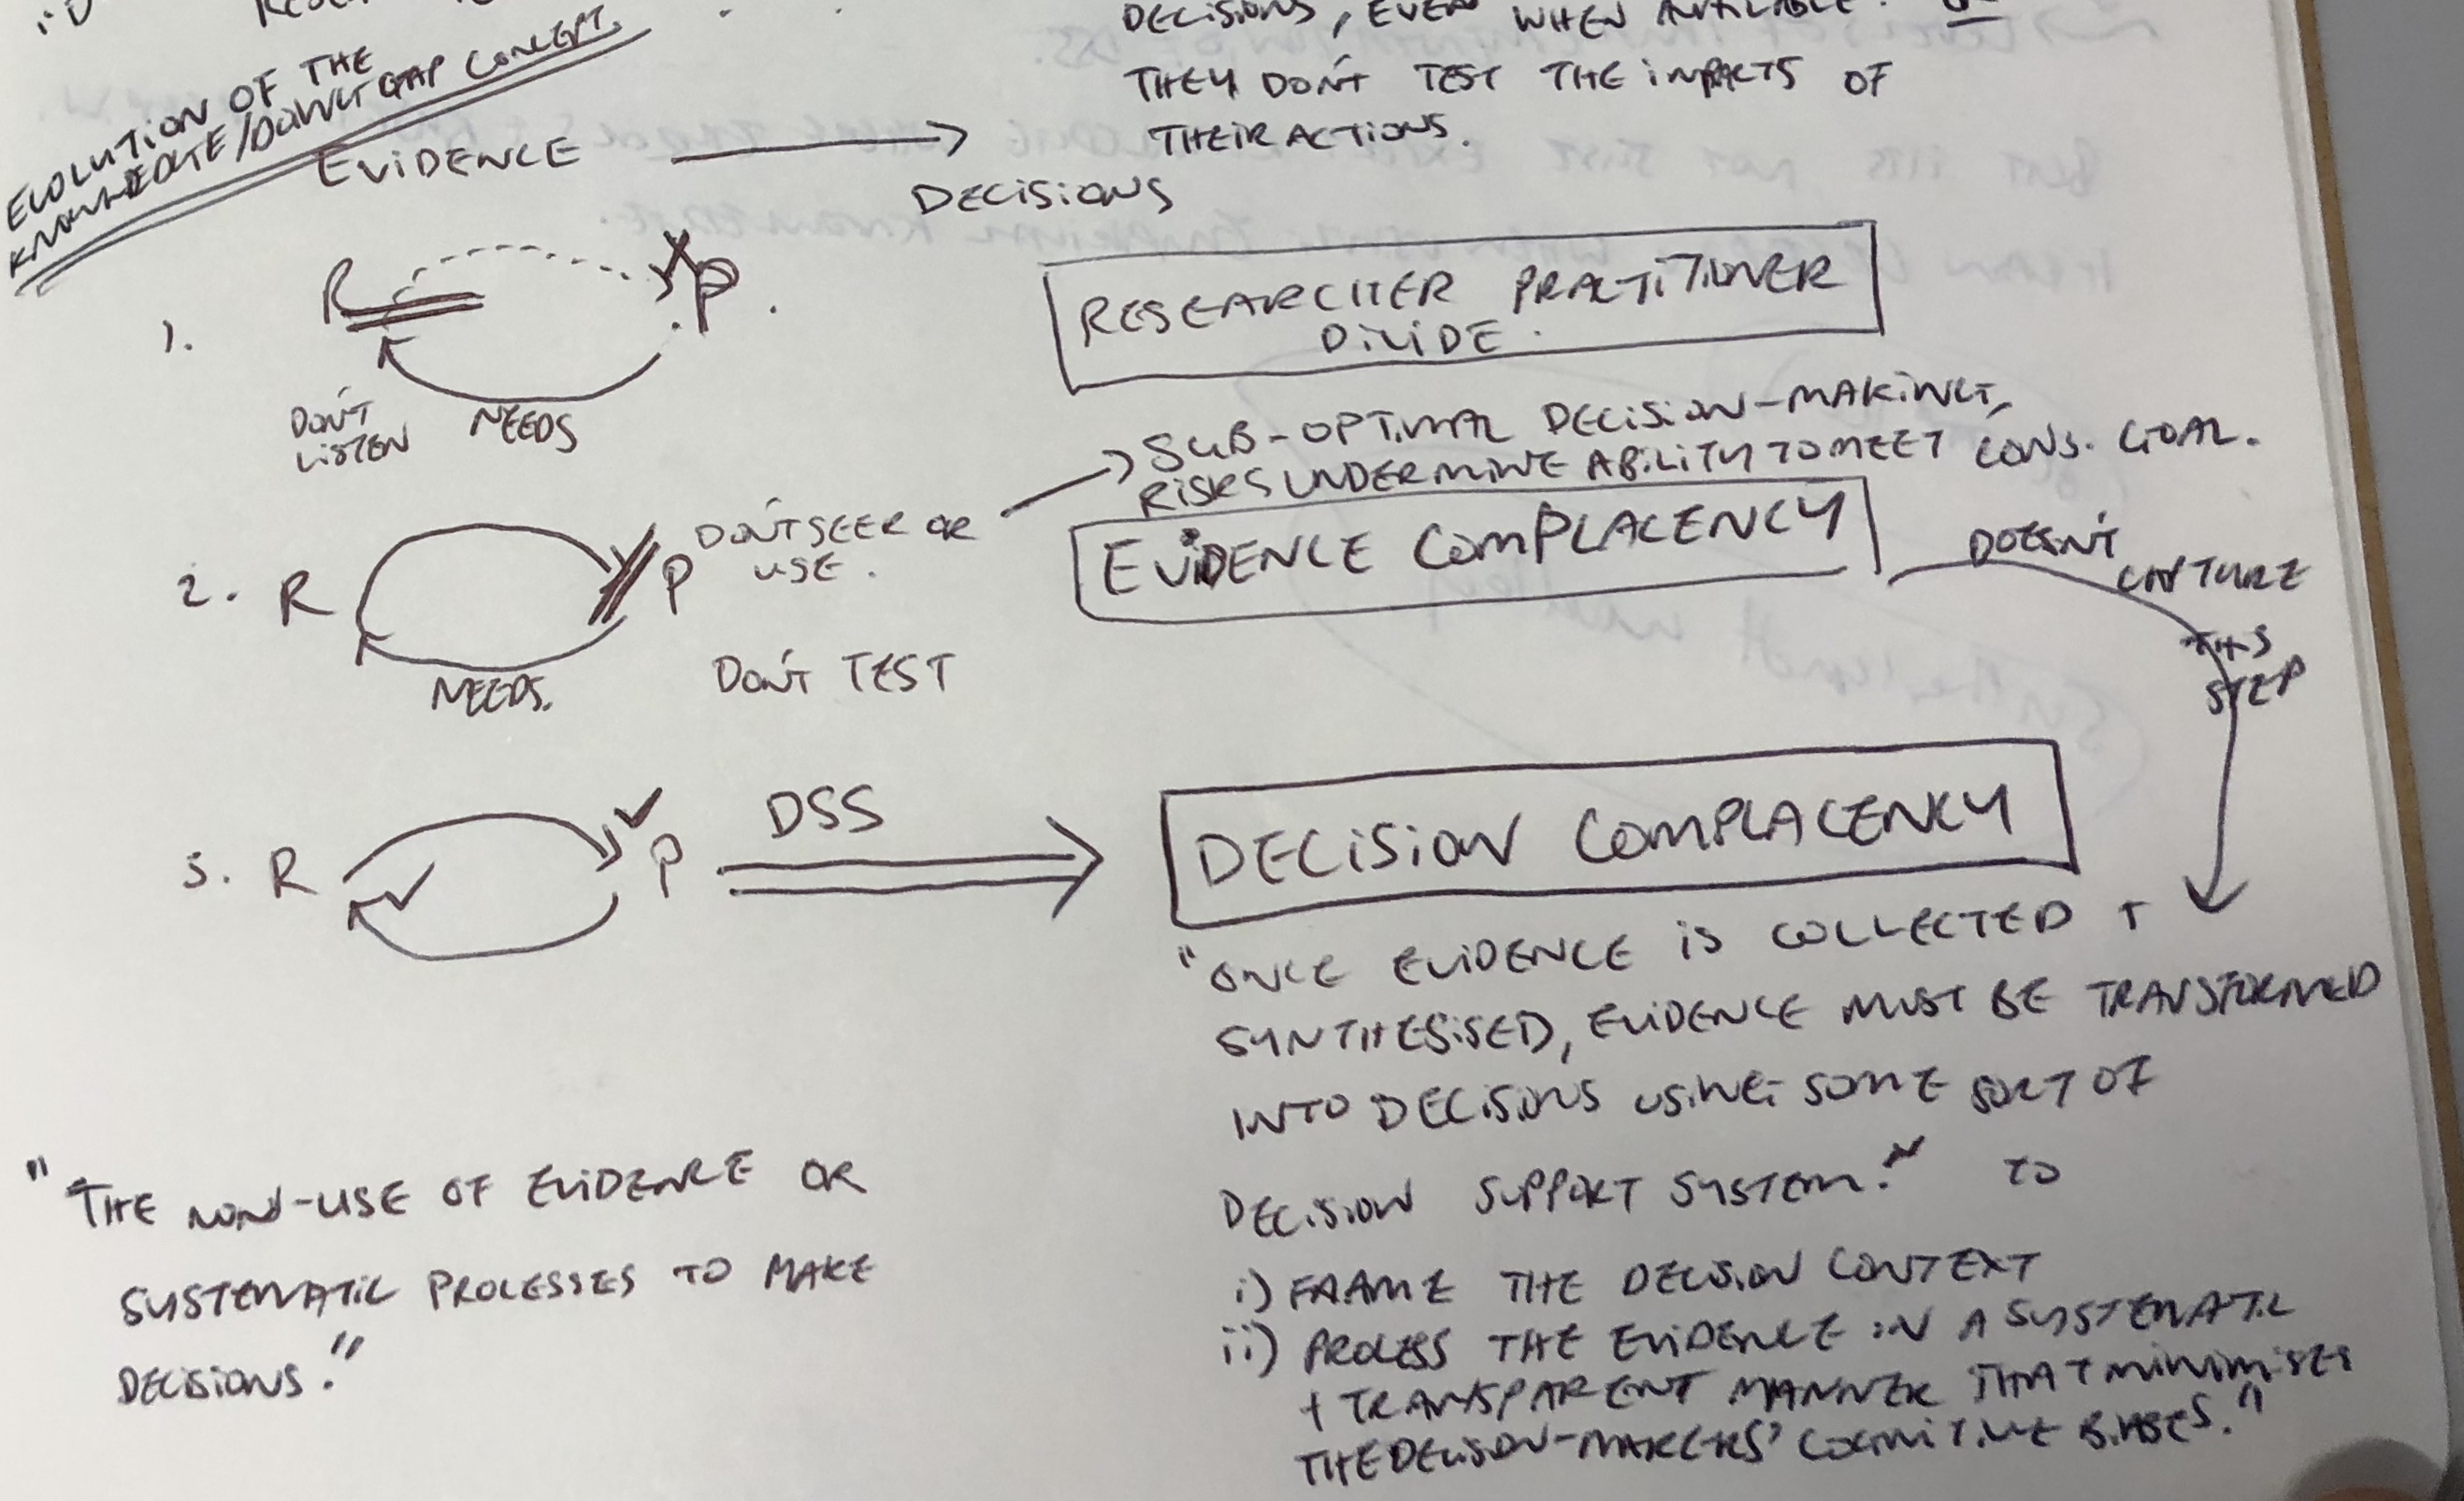 DECISIONS, EVEN WHEN AVAILABLE.
THEY DON'T TEST THE IMPACTS OF
THEIR ACTIONS.
EVOLUTION OF THE
KNOWLEDGE/DOING GAP CONCEPT.
EVIDENCE
DECISIONS
1.
R
P.
DON'T
LISTEN
NEEDS
RESEARCHER PRACTITIONER
DIVIDE.
SUB-OPTIMAL DECISION-MAKING,
RISKS UNDERMINE ABILITY TO MEET CONS. GOAL.
2. R
P
DON'T SEEK OR
USE.
NEEDS.
DON'T TEST
EVIDENCE COMPLACENCY
DOESN'T
CAPTURE
THIS
STEP
3. R
P
DSS
DECISION COMPLACENCY
"ONCE EVIDENCE IS COLLECTED +
SYNTHESISED, EVIDENCE MUST BE TRANSFORMED
INTO DECISIONS USING SOME SORT OF
DECISION SUPPORT SYSTEM." TO
i) FRAME THE DECISION CONTEXT
ii) PROCESS THE EVIDENCE IN A SYSTEMATIC
+ TRANSPARENT MANNER THAT MINIMISES
THE DECISION-MAKERS' COGNITIVE BIASES."
"THE NON-USE OF EVIDENCE OR
SYSTEMATIC PROCESSES TO MAKE
DECISIONS."